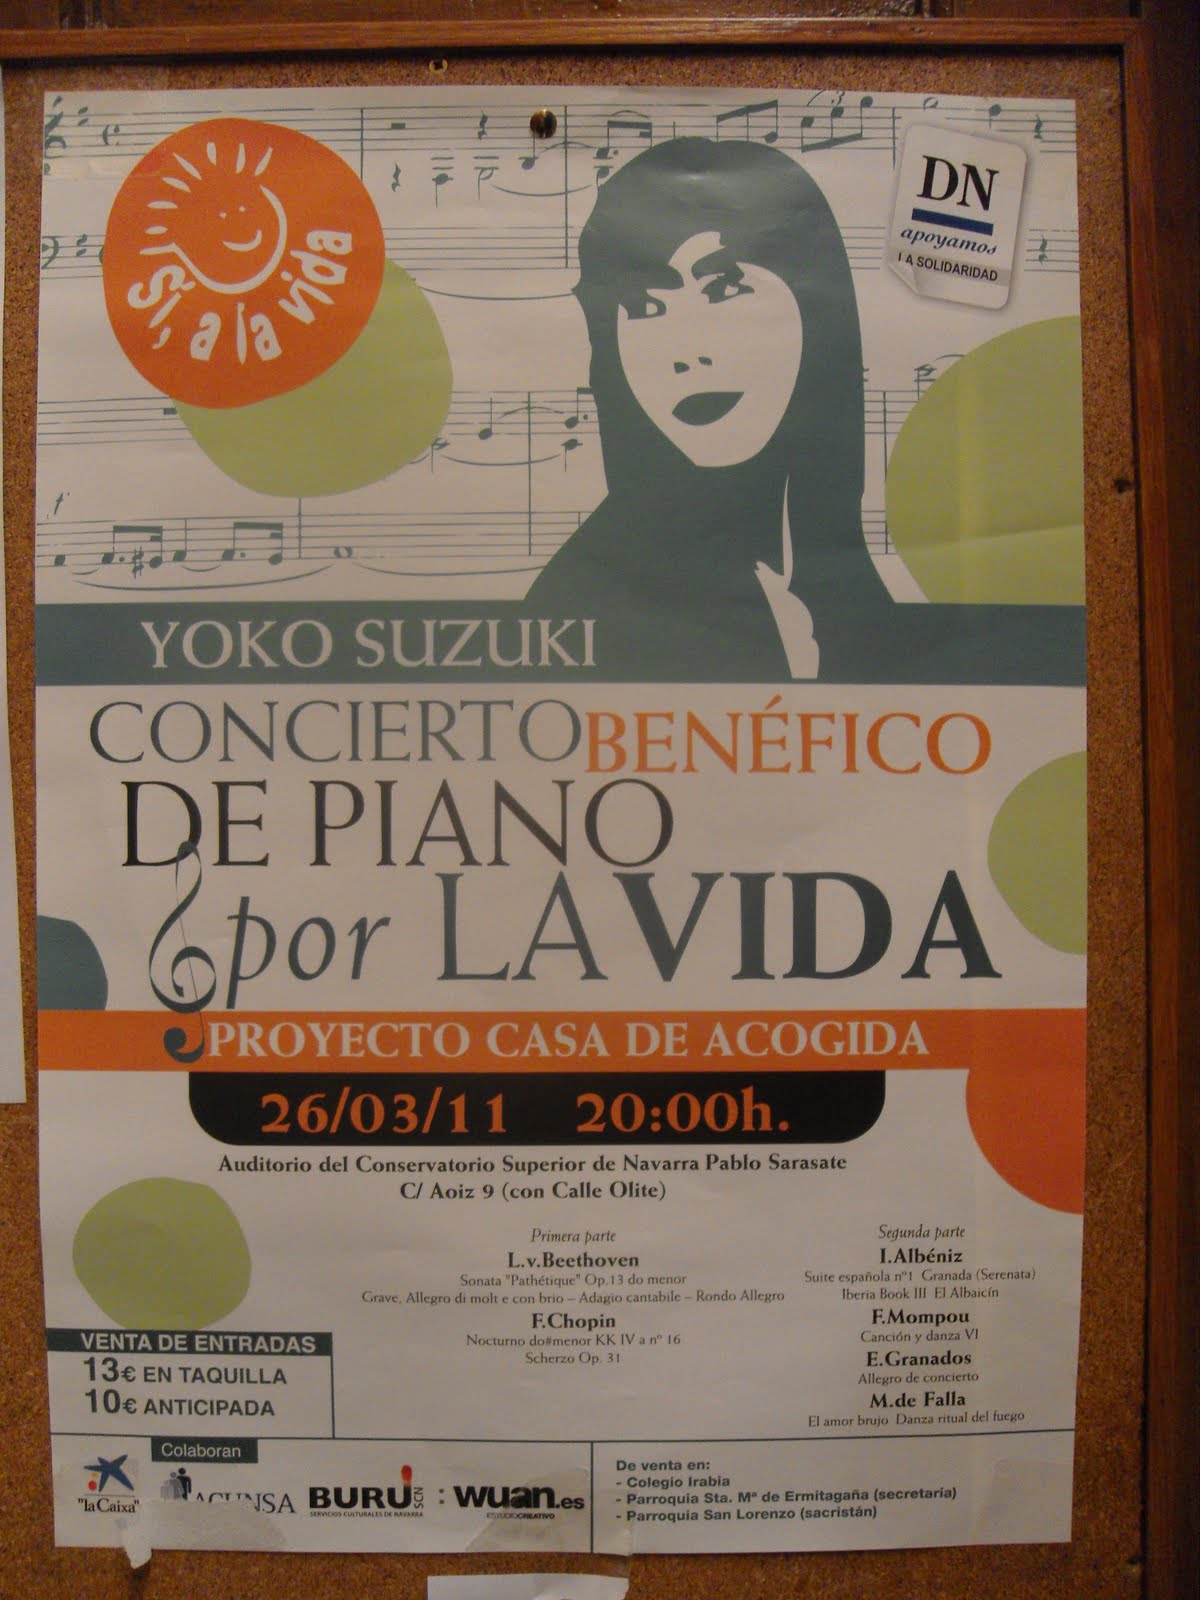 ¡Sí, a la vida
DN
apoyamos
LA SOLIDARIDAD
YOKO SUZUKI
CONCIERTO BENÉFICO
DE PIANO
por LA VIDA
PROYECTO CASA DE ACOGIDA
26/03/11 20:00h.
Auditorio del Conservatorio Superior de Navarra Pablo Sarasate
C/ Aoiz 9 (con Calle Olite)
Primera parte
L.v.Beethoven
Sonata "Pathétique" Op.13 do menor
Grave, Allegro di molt e con brio – Adagio cantabile – Rondo Allegro
F.Chopin
Nocturno do#menor KK IV a nº 16
Scherzo Op. 31
Segunda parte
I.Albéniz
Suite española nº1 Granada (Serenata)
Iberia Book III El Albaicín
F.Mompou
Canción y danza VI
E.Granados
Allegro de concierto
M.de Falla
El amor brujo Danza ritual del fuego
VENTA DE ENTRADAS
13€ EN TAQUILLA
10€ ANTICIPADA
Colaboran
"la Caixa"
ACUNSA
BURU SCN
SERVICIOS CULTURALES DE NAVARRA
: wuan.es
ESTUDIOCREATIVO
De venta en:
- Colegio Irabia
- Parroquia Sta. Mª de Ermitagaña (secretaría)
- Parroquia San Lorenzo (sacristán)